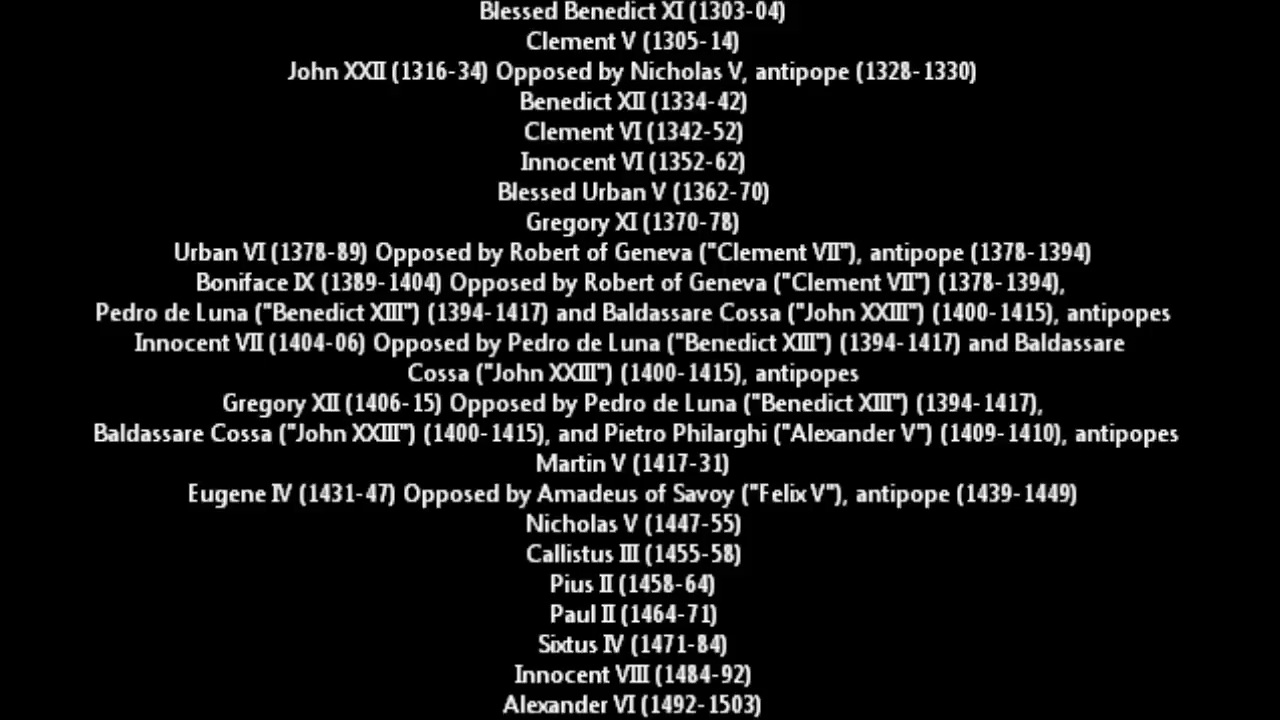 Blessed Benedict XI (1303-04)
Clement V (1305-14)
John XXII (1316-34) Opposed by Nicholas V, antipope (1328-1330)
Benedict XII (1334-42)
Clement VI (1342-52)
Innocent VI (1352-62)
Blessed Urban V (1362-70)
Gregory XI (1370-78)
Urban VI (1378-89) Opposed by Robert of Geneva ("Clement VII"), antipope (1378-1394)
Boniface IX (1389-1404) Opposed by Robert of Geneva ("Clement VII") (1378-1394),
Pedro de Luna ("Benedict XIII") (1394-1417) and Baldassare Cossa ("John XXIII") (1400-1415), antipopes
Innocent VII (1404-06) Opposed by Pedro de Luna ("Benedict XIII") (1394-1417) and Baldassare
Cossa ("John XXIII") (1400-1415), antipopes
Gregory XII (1406-15) Opposed by Pedro de Luna ("Benedict XIII") (1394-1417),
Baldassare Cossa ("John XXIII") (1400-1415), and Pietro Philarghi ("Alexander V") (1409-1410), antipopes
Martin V (1417-31)
Eugene IV (1431-47) Opposed by Amadeus of Savoy ("Felix V"), antipope (1439-1449)
Nicholas V (1447-55)
Callistus III (1455-58)
Pius II (1458-64)
Paul II (1464-71)
Sixtus IV (1471-84)
Innocent VIII (1484-92)
Alexander VI (1492-1503)